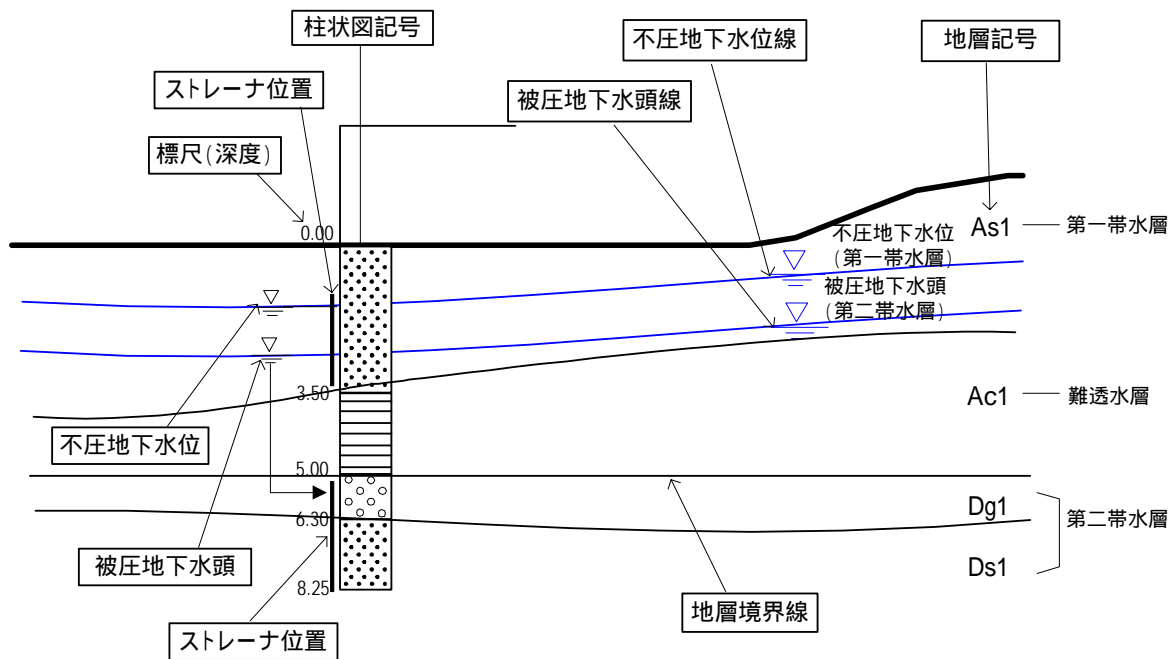 柱状図記号
不圧地下水位線
地層記号
ストレーナ位置
被圧地下水頭線
標尺(深度)
0.00
As1
第一帯水層
不圧地下水位
(第一帯水層)
被圧地下水頭
(第二帯水層)
3.50
Ac1
難透水層
不圧地下水位
5.00
Dg1
6.30
第二帯水層
被圧地下水頭
Ds1
8.25
地層境界線
ストレーナ位置